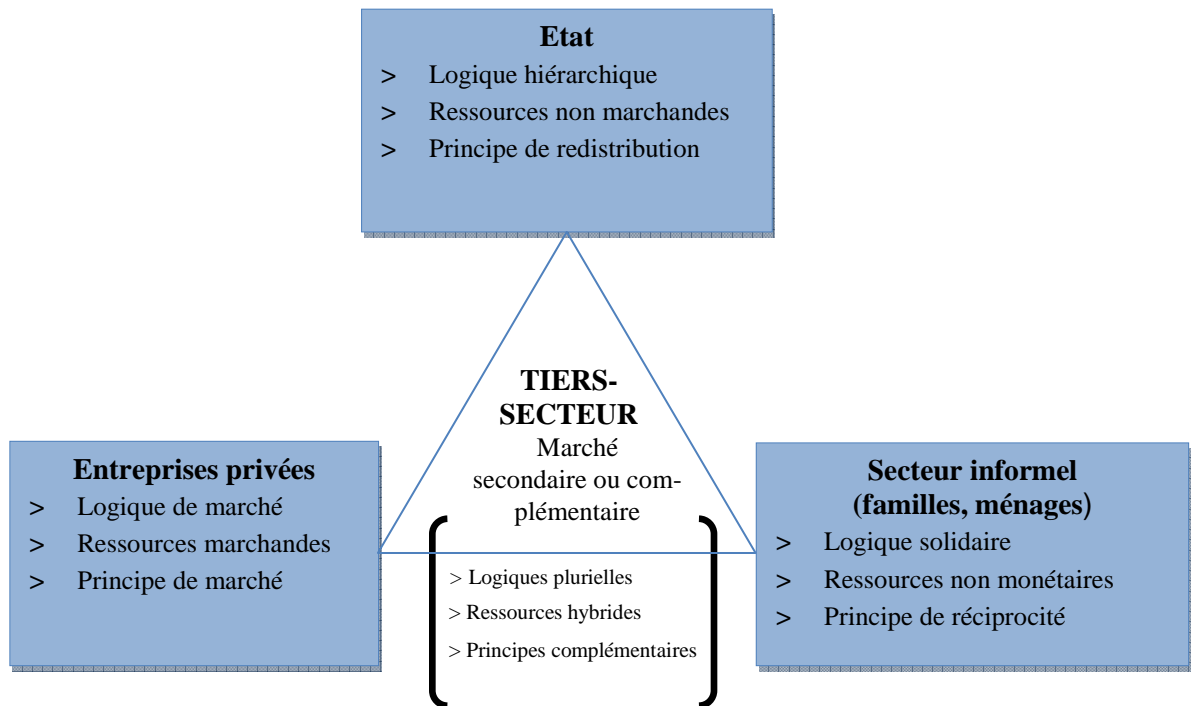 Etat
> Logique hiérarchique
> Ressources non marchandes
> Principe de redistribution
TIERS-
SECTEUR
Marché
secondaire ou com-
plémentaire
> Logiques plurielles
> Ressources hybrides
> Principes complémentaires
Entreprises privées
> Logique de marché
> Ressources marchandes
> Principe de marché
Secteur informel
(familles, ménages)
> Logique solidaire
> Ressources non monétaires
> Principe de réciprocité